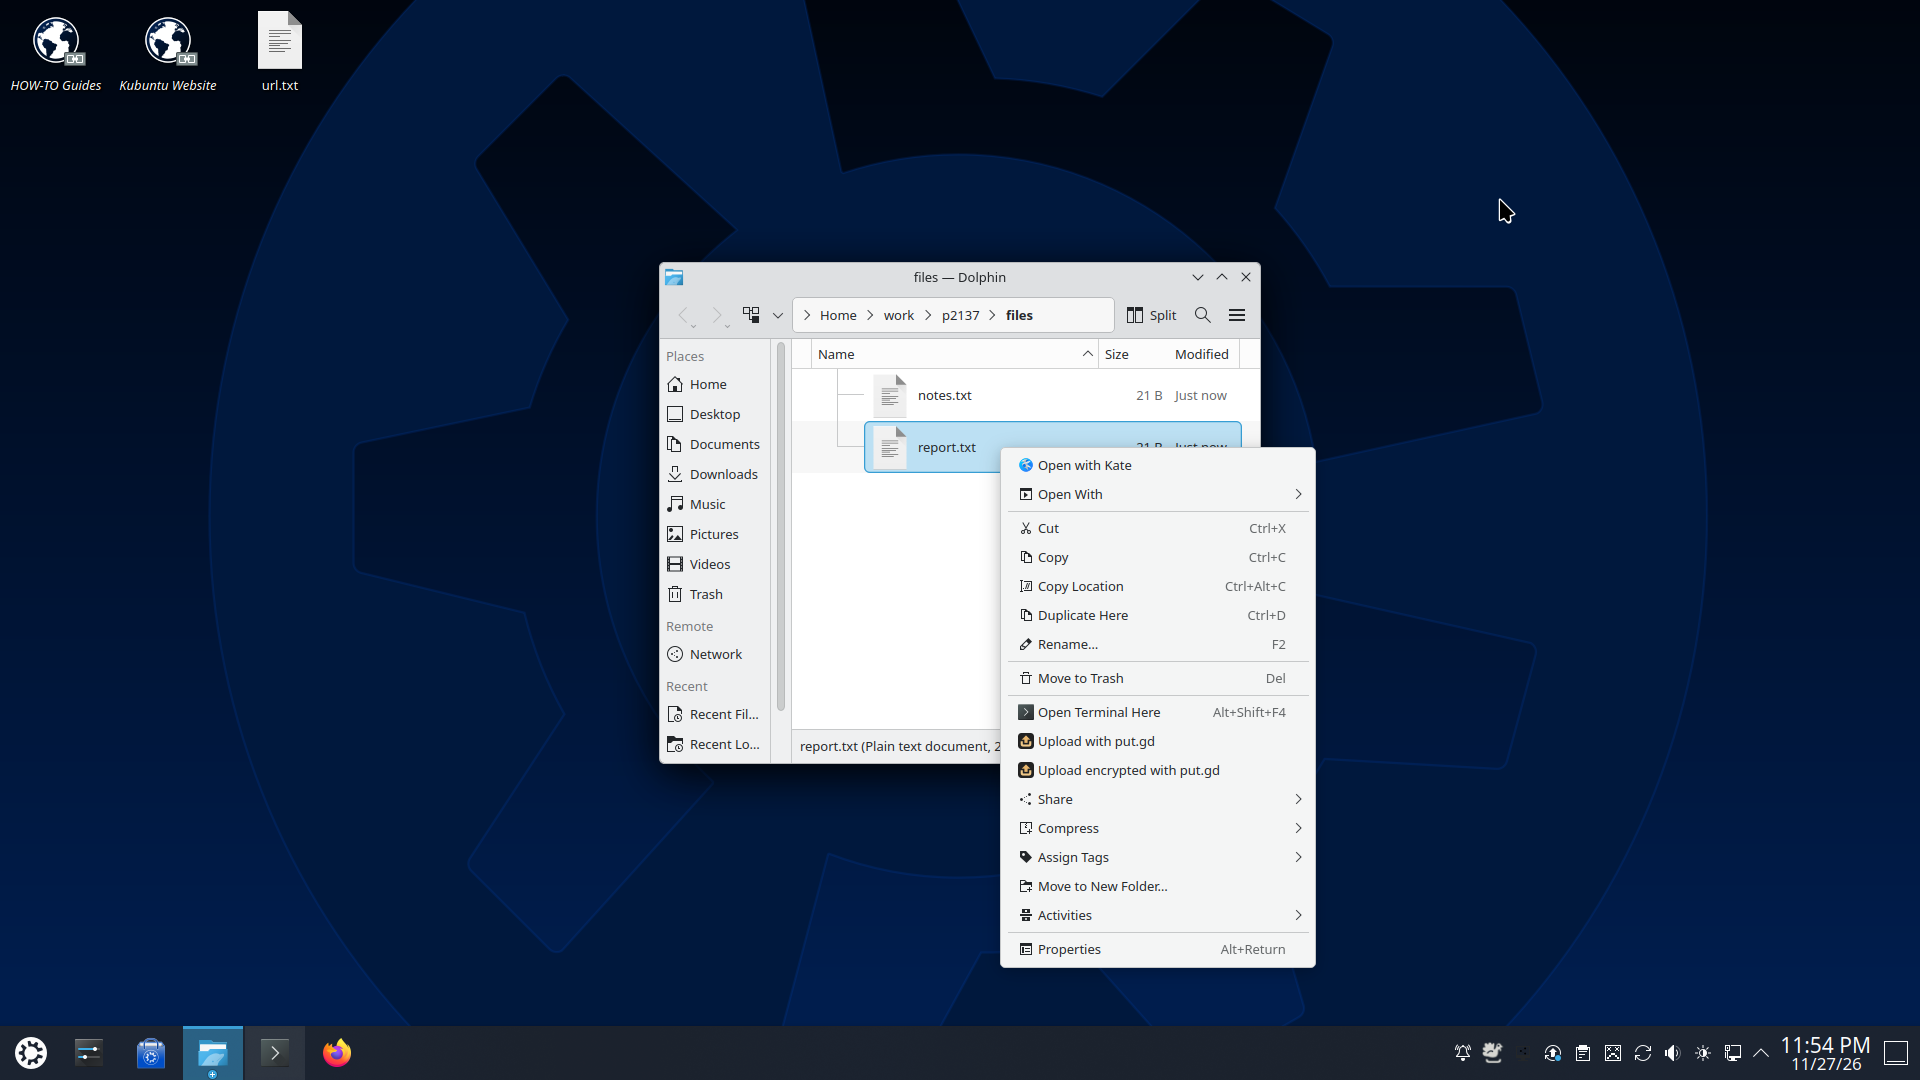 HOW-TO Guides
Kubuntu Website
url.txt
files — Dolphin
Home
work
p2137
files
Split
Places
Home
Desktop
Documents
Downloads
Music
Pictures
Videos
Trash
Remote
Network
Recent
Recent Fil...
Recent Lo...
Name
Size
Modified
notes.txt
21 B
Just now
report.txt
21 B
Just now
report.txt (Plain text document, 2
Open with Kate
Open With
Cut
Ctrl+X
Copy
Ctrl+C
Copy Location
Ctrl+Alt+C
Duplicate Here
Ctrl+D
Rename...
F2
Move to Trash
Del
Open Terminal Here
Alt+Shift+F4
Upload with put.gd
Upload encrypted with put.gd
Share
Compress
Assign Tags
Move to New Folder...
Activities
Properties
Alt+Return
11:54 PM
11/27/26